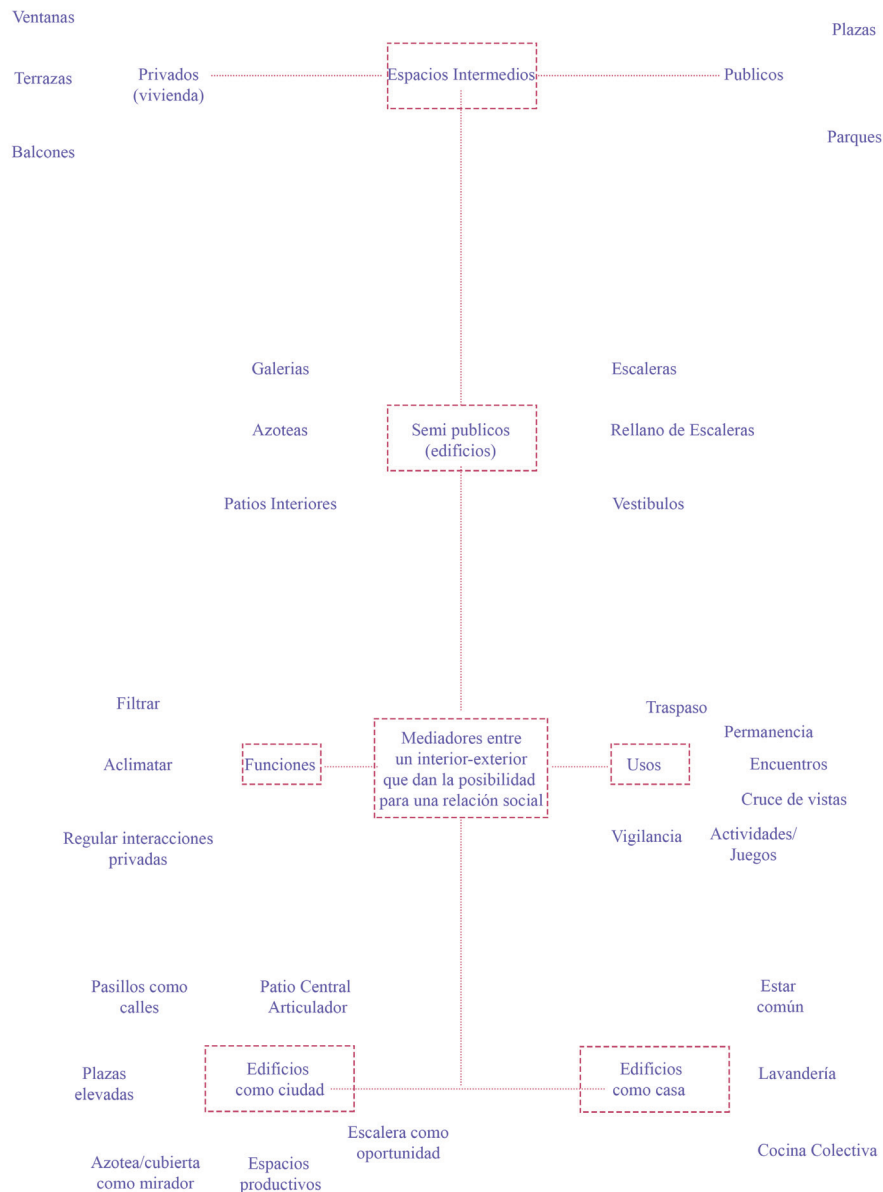 Ventanas
Plazas
Terrazas
Privados
(vivienda)
Espacios Intermedios
Publicos
Balcones
Parques
Galerias
Escaleras
Azoteas
Semi publicos
(edificios)
Rellano de Escaleras
Patios Interiores
Vestibulos
Filtrar
Traspaso
Aclimatar
Funciones
Mediadores entre
un interior-exterior
que dan la posibilidad
para una relación social
Usos
Permanencia
Encuentros
Cruce de vistas
Regular interacciones
privadas
Vigilancia
Actividades/
Juegos
Pasillos como
calles
Patio Central
Articulador
Estar
común
Plazas
elevadas
Edificios
como ciudad
Edificios
como casa
Lavandería
Escalera como
oportunidad
Azotea/cubierta
como mirador
Espacios
productivos
Cocina Colectiva